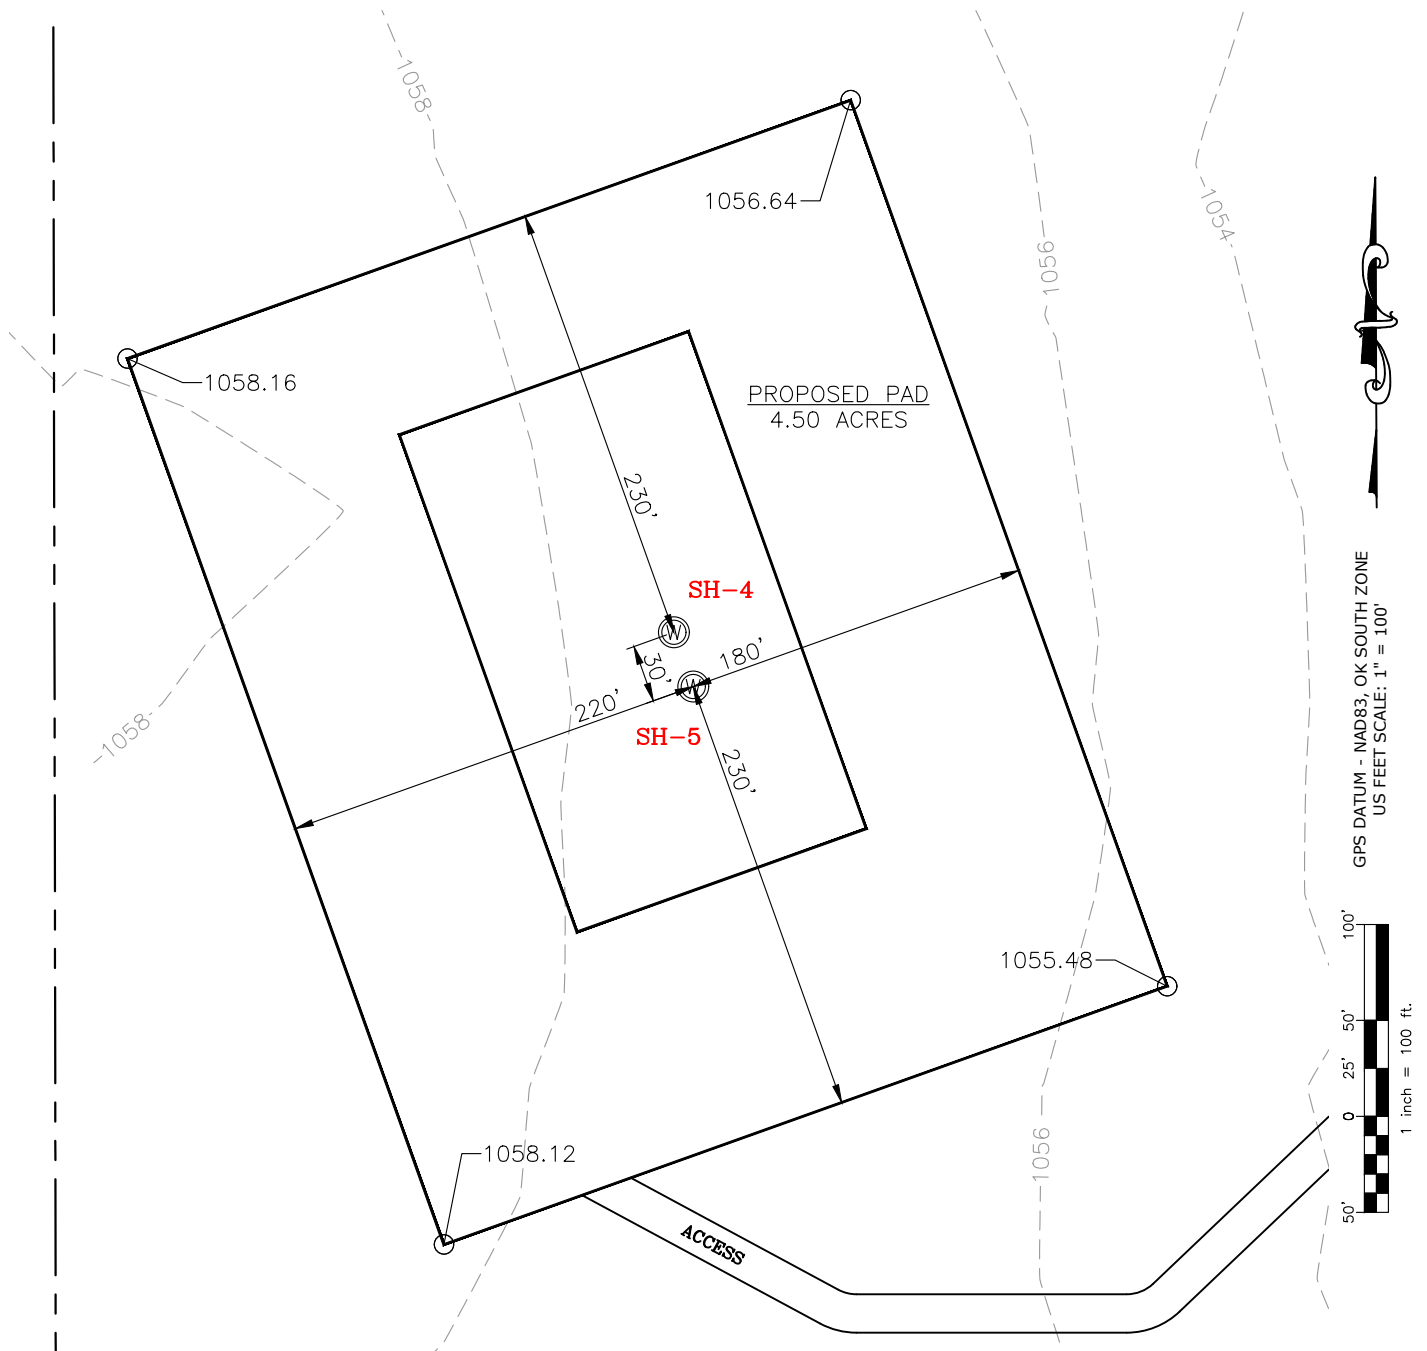 -1058-
1056.64
-1054-
1056
1058.16
PROPOSED PAD
4.50 ACRES
230'
SH-4
W
30'
180'
W
220'
SH-5
230'
-1058-
1055.48
1058.12
1056
ACCESS
GPS DATUM - NAD83, OK SOUTH ZONE
US FEET SCALE: 1" = 100'
100'
50'
25'
0
50'
1 inch = 100 ft.